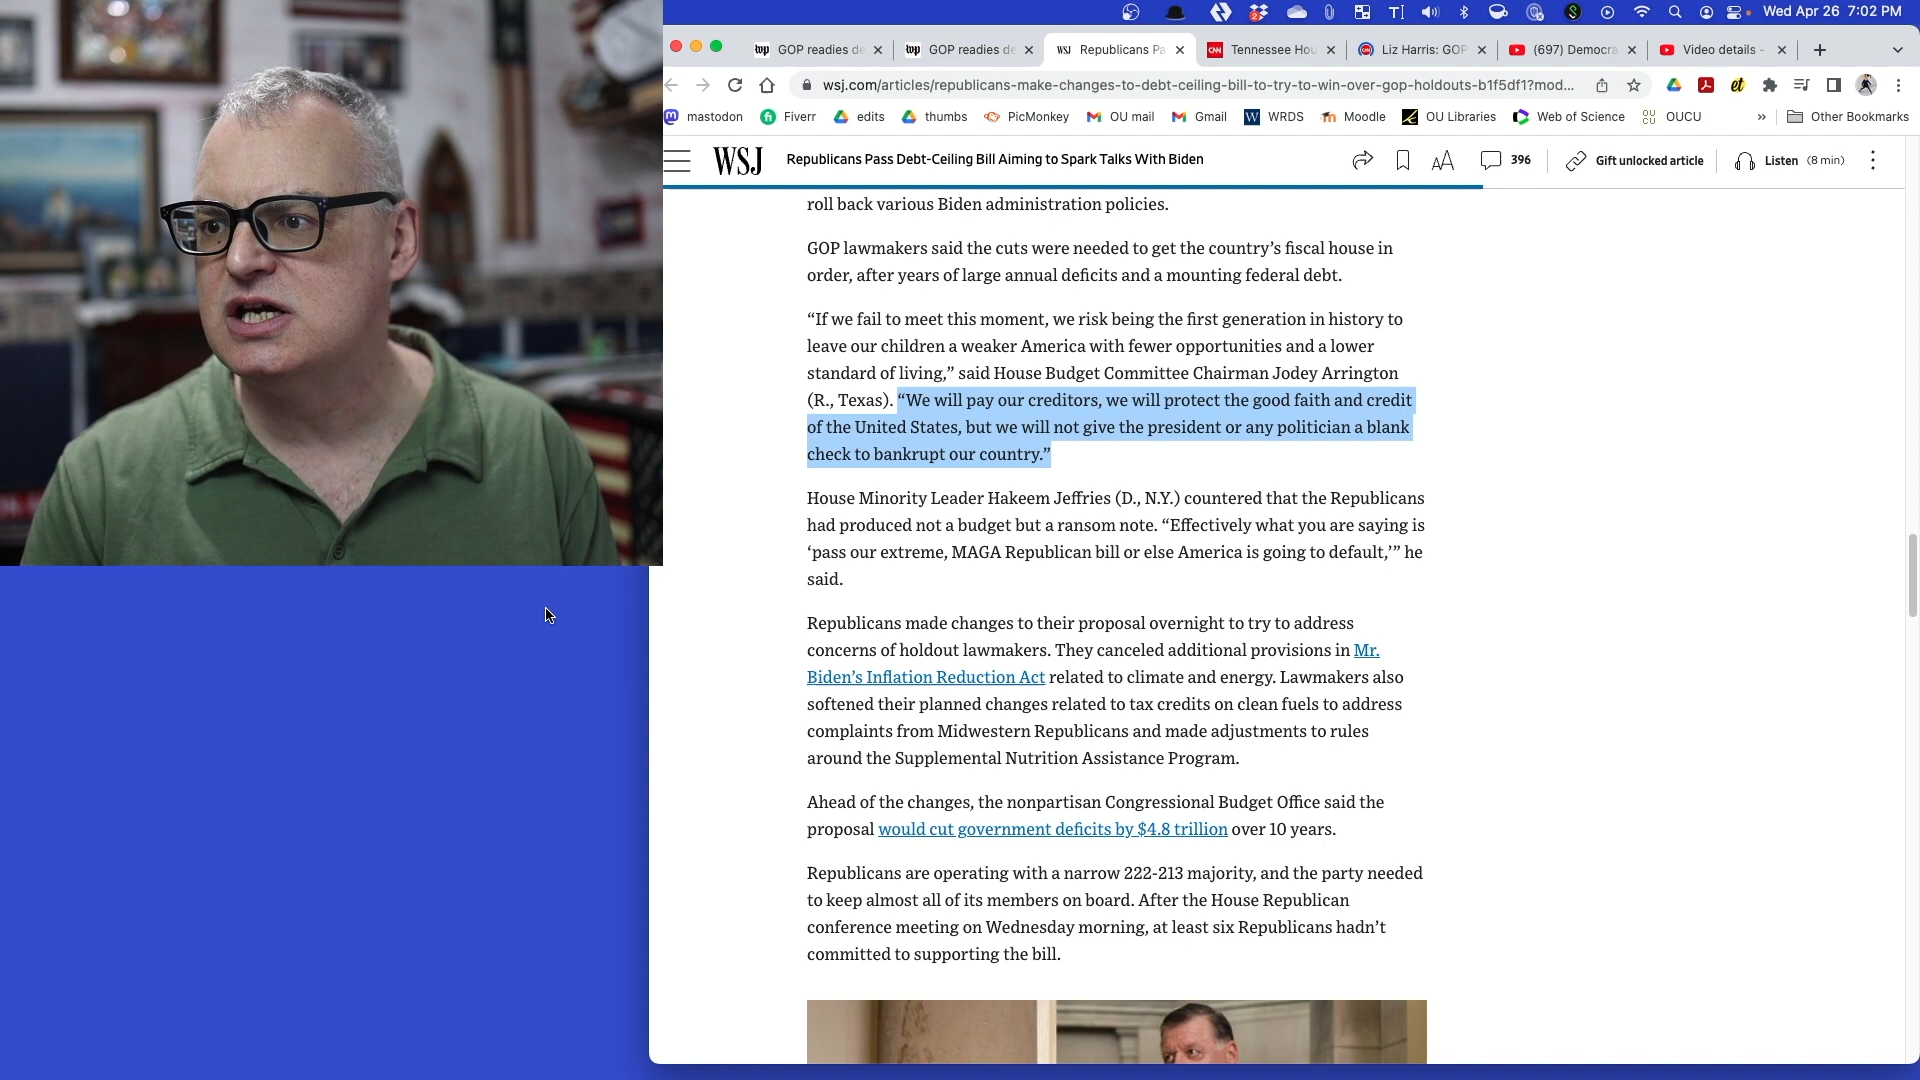 Wed Apr 26 7:02 PM
GOP readies de
GOP readies de
WSJ Republicans Pa
CNN Tennessee Hou
Liz Harris: GOP
(697) Democra
Video details -
wsj.com/articles/republicans-make-changes-to-debt-ceiling-bill-to-try-to-win-over-gop-holdouts-b1f5df1?mod...
mastodon
Fiverr
edits
thumbs
PicMonkey
OU mail
Gmail
W WRDS
Moodle
OU Libraries
Web of Science
OUCU
» Other Bookmarks
WSJ Republicans Pass Debt-Ceiling Bill Aiming to Spark Talks With Biden
AA 396 Gift unlocked article Listen (8 min)
roll back various Biden administration policies.
GOP lawmakers said the cuts were needed to get the country’s fiscal house in
order, after years of large annual deficits and a mounting federal debt.
“If we fail to meet this moment, we risk being the first generation in history to
leave our children a weaker America with fewer opportunities and a lower
standard of living,” said House Budget Committee Chairman Jodey Arrington
(R., Texas). “We will pay our creditors, we will protect the good faith and credit
of the United States, but we will not give the president or any politician a blank
check to bankrupt our country.”
House Minority Leader Hakeem Jeffries (D., N.Y.) countered that the Republicans
had produced not a budget but a ransom note. “Effectively what you are saying is
‘pass our extreme, MAGA Republican bill or else America is going to default,’” he
said.
Republicans made changes to their proposal overnight to try to address
concerns of holdout lawmakers. They canceled additional provisions in Mr.
Biden’s Inflation Reduction Act related to climate and energy. Lawmakers also
softened their planned changes related to tax credits on clean fuels to address
complaints from Midwestern Republicans and made adjustments to rules
around the Supplemental Nutrition Assistance Program.
Ahead of the changes, the nonpartisan Congressional Budget Office said the
proposal would cut government deficits by $4.8 trillion over 10 years.
Republicans are operating with a narrow 222-213 majority, and the party needed
to keep almost all of its members on board. After the House Republican
conference meeting on Wednesday morning, at least six Republicans hadn’t
committed to supporting the bill.